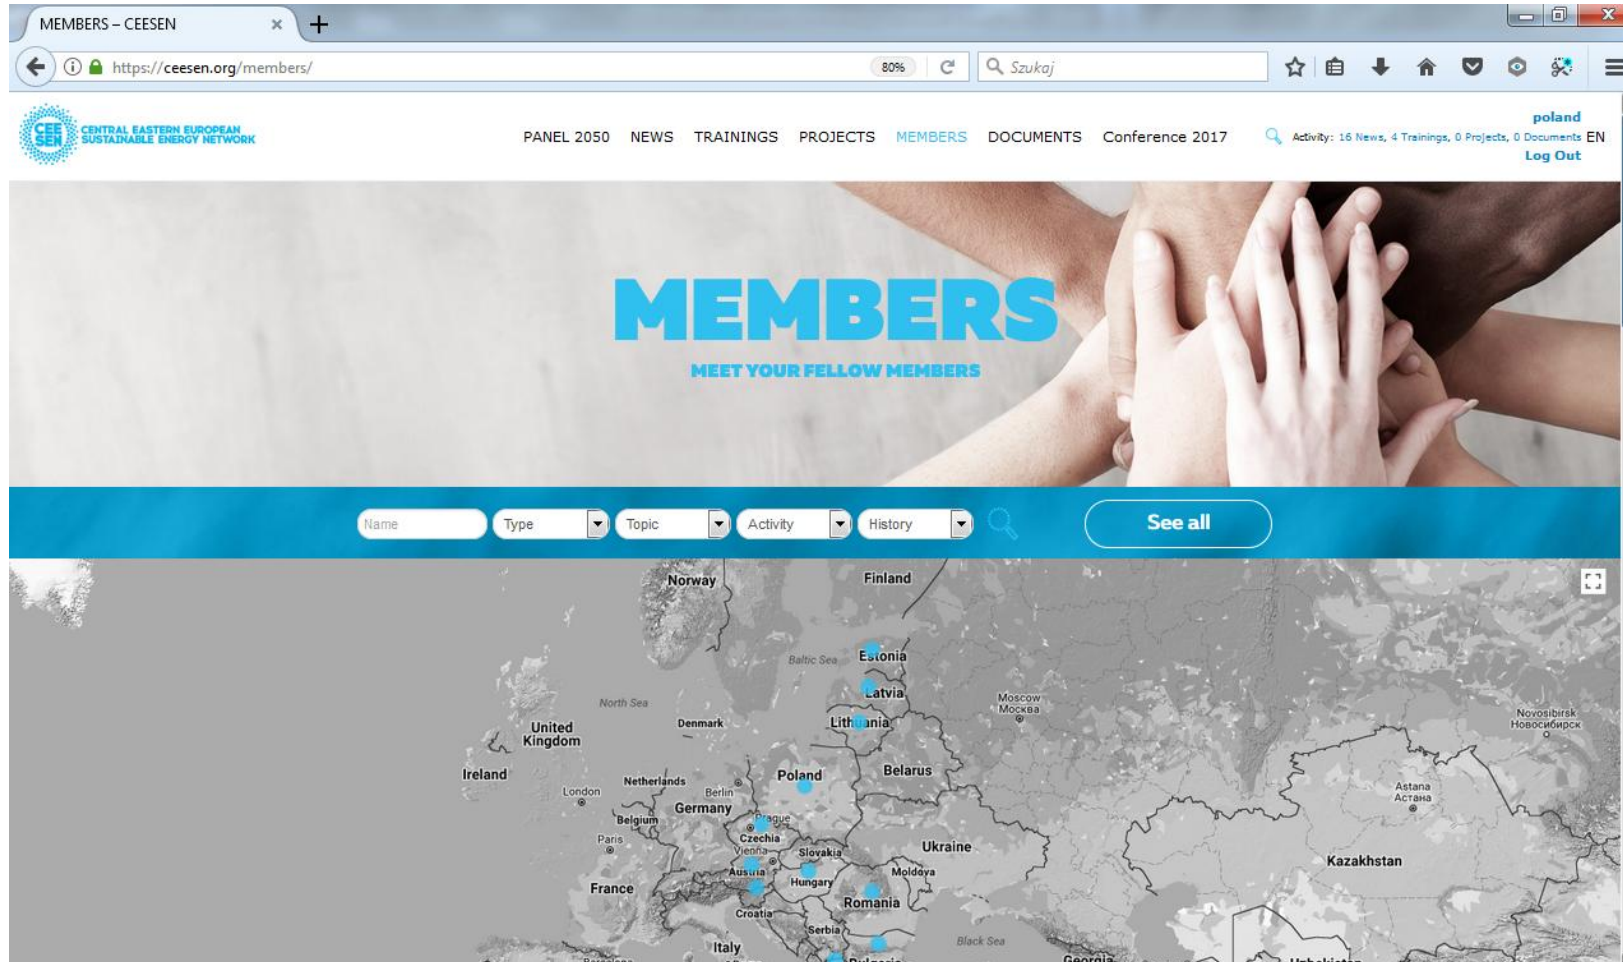 MEMBERS – CEESEN
https://ceesen.org/members/
80%
Szukaj
CEE
SEN
CENTRAL EASTERN EUROPEAN
SUSTAINABLE ENERGY NETWORK
PANEL 2050 NEWS TRAININGS PROJECTS MEMBERS DOCUMENTS Conference 2017
poland
Activity: 16 News, 4 Trainings, 0 Projects, 0 Documents EN
Log Out
MEMBERS
MEET YOUR FELLOW MEMBERS
Name Type Topic Activity History See all
Norway Finland
Baltic Sea Estonia
Latvia
North Sea Moscow
Москва
United
Kingdom Denmark Lithuania Novosibirsk
Новосибирск
Ireland Netherlands Poland Belarus
London Berlin Astana
Астана
Germany
Belgium Prague
Paris Czechia
Vienna Slovakia Ukraine
Austria Hungary Moldova Kazakhstan
France Romania
Croatia
Serbia
Italy Black Sea
Barcelona Bulgaria Georgia Uzbekistan